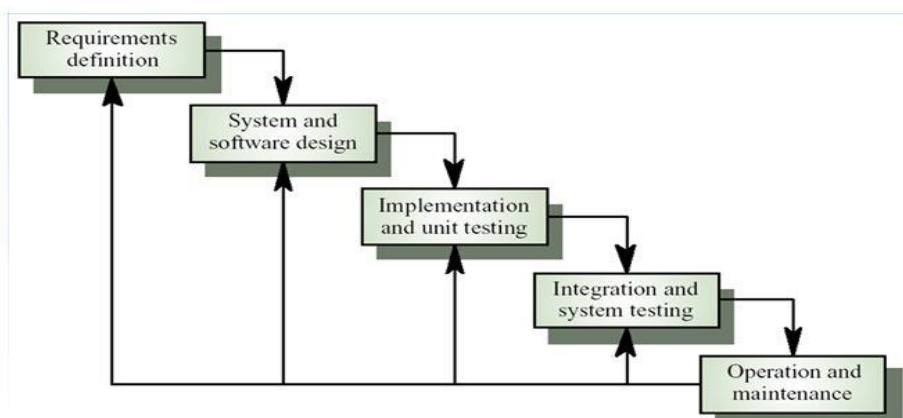 Requirements
definition
System and
software design
Implementation
and unit testing
Integration and
system testing
Operation and
maintenance